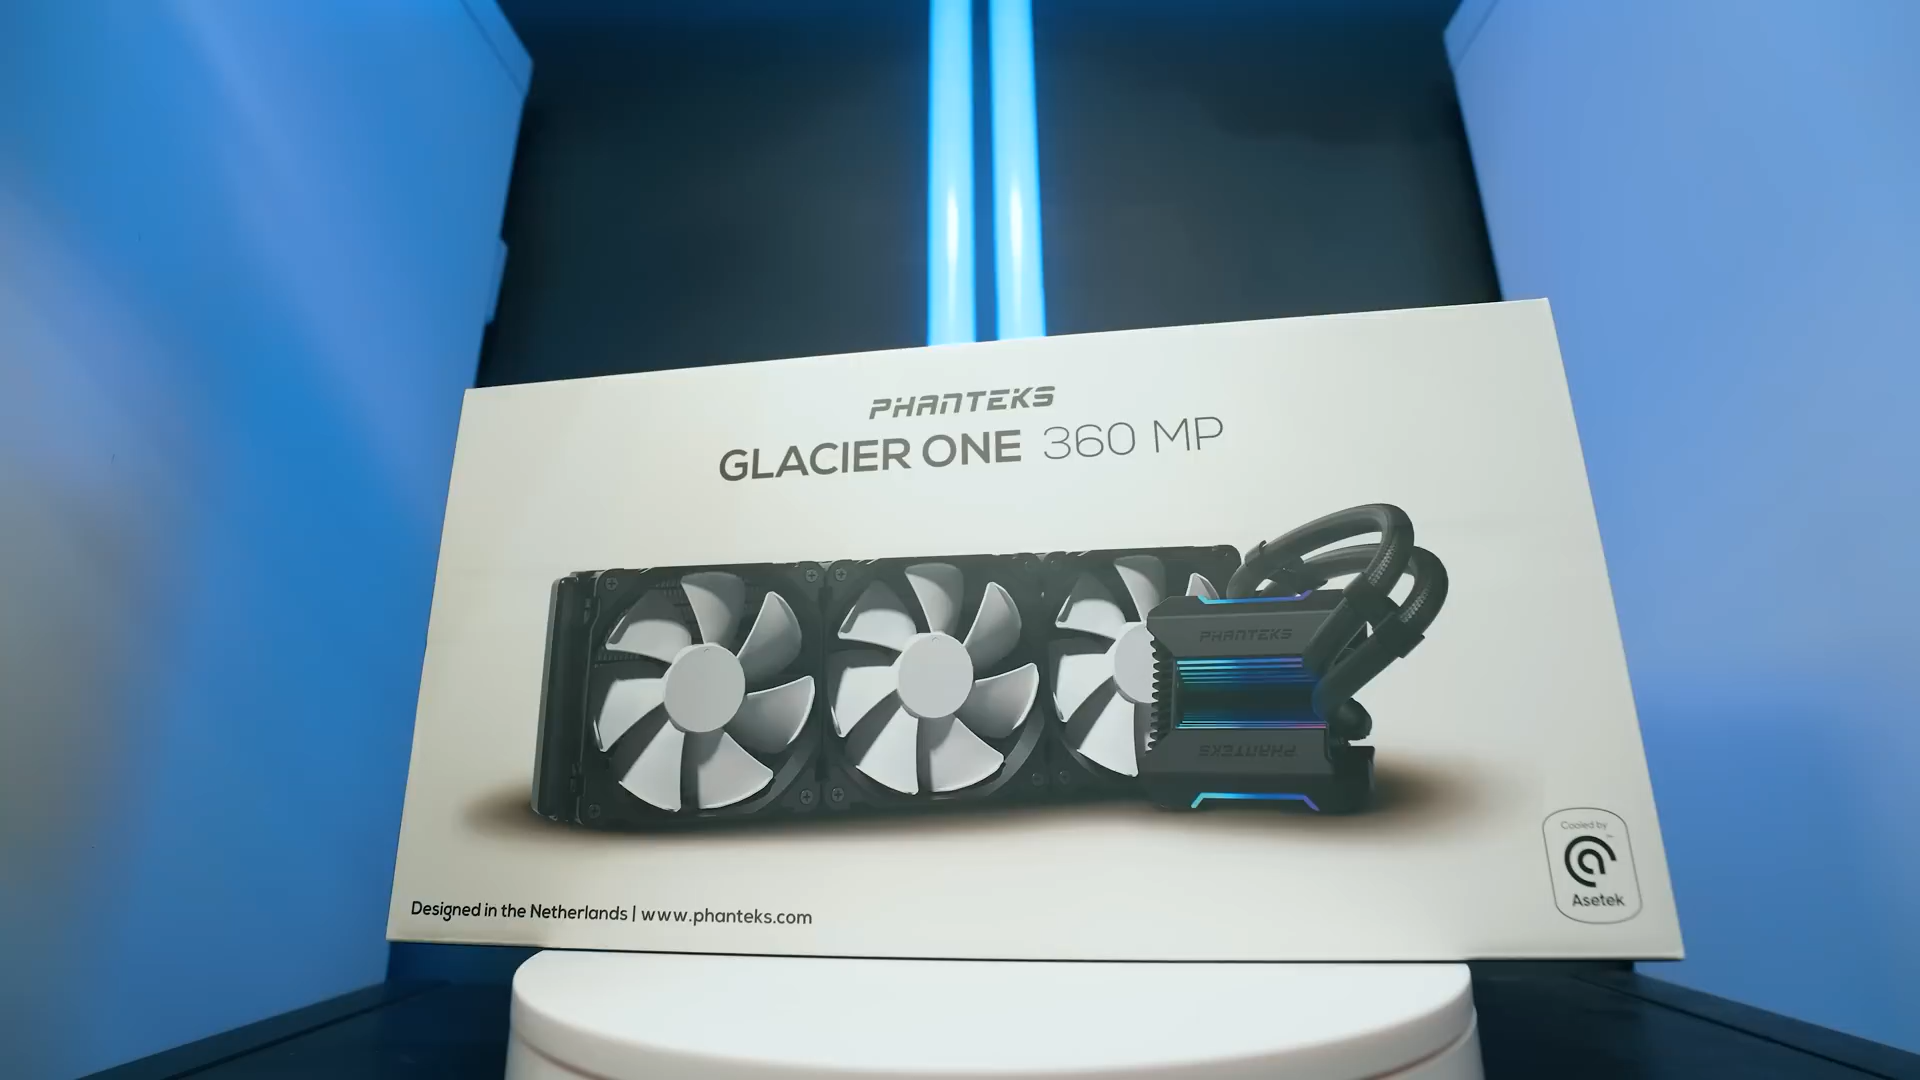 PHANTEKS
GLACIER ONE 360 MP
PHANTEKS
PHANTEKS
Cooled by
Asetek
Designed in the Netherlands | www.phanteks.com